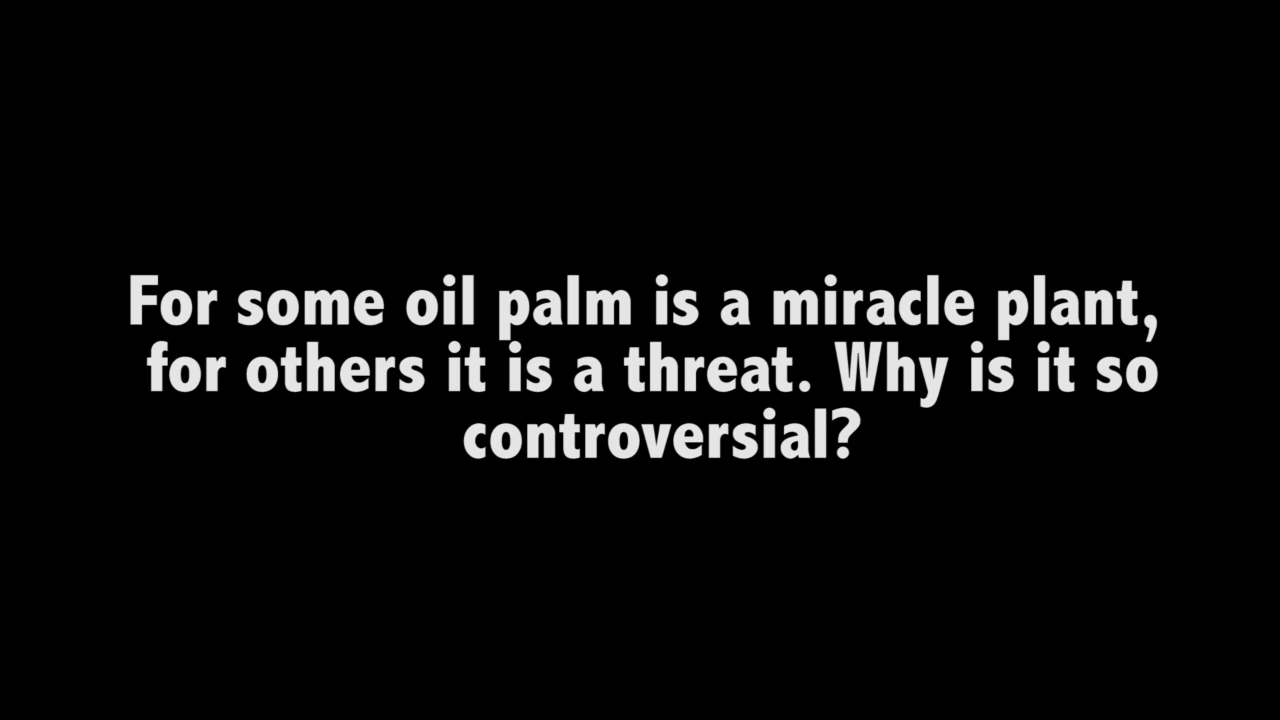 For some oil palm is a miracle plant,
for others it is a threat. Why is it so
controversial?